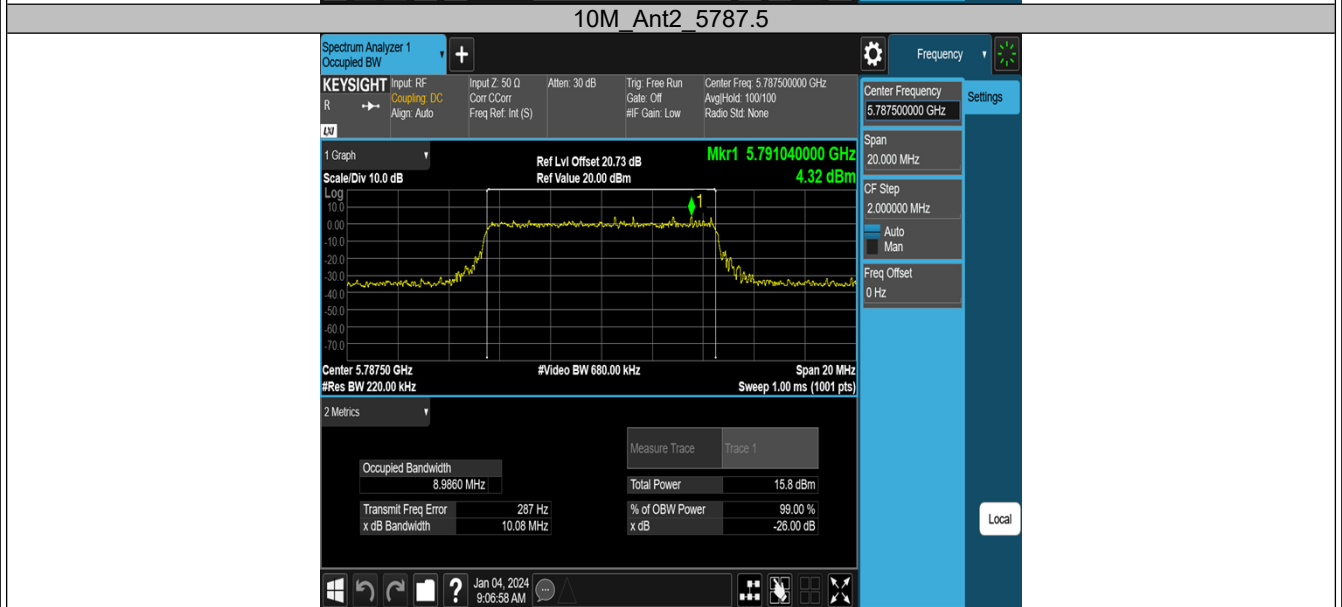 10M_Ant2_5787.5
Spectrum Analyzer 1
Occupied BW
+
Frequency
KEYSIGHT
R
LXI
Input: RF
Coupling: DC
Align: Auto
Input Z: 50 Ω
Corr CCorr
Freq Ref: Int (S)
Atten: 30 dB
Trig: Free Run
Gate: Off
#IF Gain: Low
Center Freq: 5.787500000 GHz
Avg|Hold: 100/100
Radio Std: None
Center Frequency
5.787500000 GHz
Settings
Span
20.000 MHz
CF Step
2.000000 MHz
Auto
Man
Freq Offset
0 Hz
1 Graph
Scale/Div 10.0 dB
Ref Lvl Offset 20.73 dB
Ref Value 20.00 dBm
Mkr1 5.791040000 GHz
4.32 dBm
Log
10.0
0.00
-10.0
-20.0
-30.0
-40.0
-50.0
-60.0
-70.0
1
Center 5.78750 GHz
#Video BW 680.00 kHz
Span 20 MHz
#Res BW 220.00 kHz
Sweep 1.00 ms (1001 pts)
2 Metrics
Measure Trace
Trace 1
Occupied Bandwidth
8.9860 MHz
Total Power
15.8 dBm
Transmit Freq Error
287 Hz
% of OBW Power
99.00 %
x dB Bandwidth
10.08 MHz
x dB
-26.00 dB
Local
?
Jan 04, 2024
9:06:58 AM